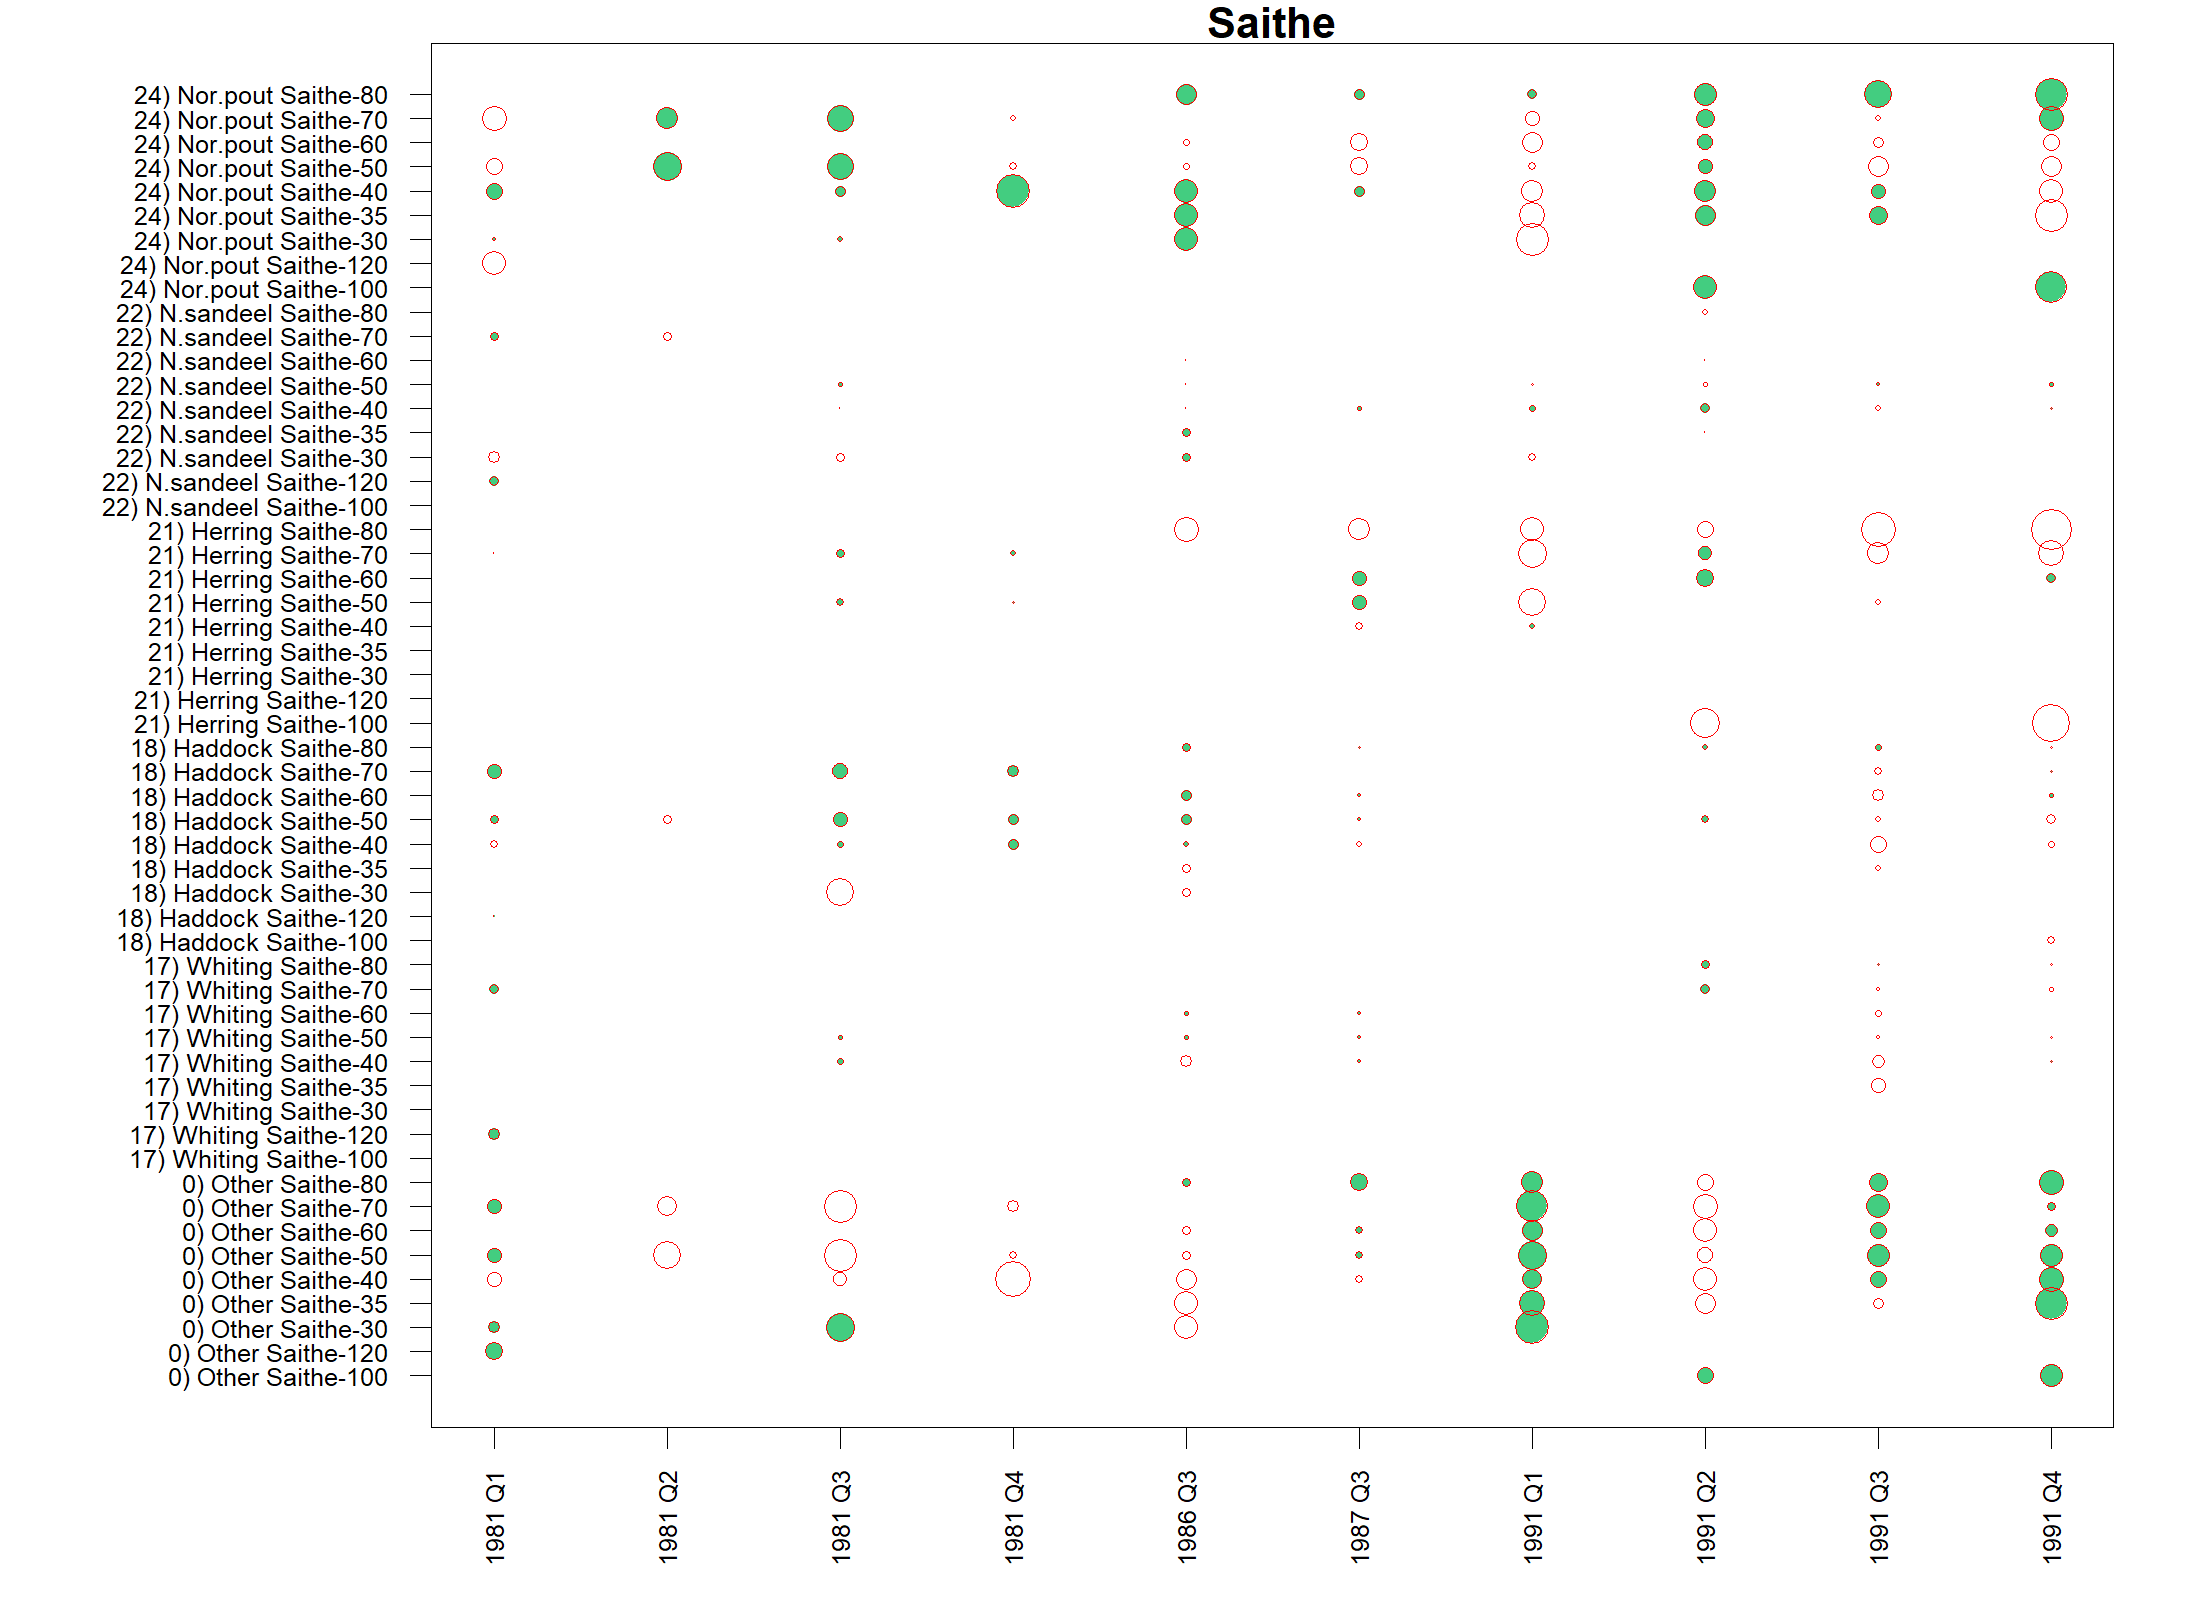 Saithe
24) Nor.pout Saithe-80
24) Nor.pout Saithe-70
24) Nor.pout Saithe-60
24) Nor.pout Saithe-50
24) Nor.pout Saithe-40
24) Nor.pout Saithe-35
24) Nor.pout Saithe-30
24) Nor.pout Saithe-120
24) Nor.pout Saithe-100
22) N.sandeel Saithe-80
22) N.sandeel Saithe-70
22) N.sandeel Saithe-60
22) N.sandeel Saithe-50
22) N.sandeel Saithe-40
22) N.sandeel Saithe-35
22) N.sandeel Saithe-30
22) N.sandeel Saithe-120
22) N.sandeel Saithe-100
21) Herring Saithe-80
21) Herring Saithe-70
21) Herring Saithe-60
21) Herring Saithe-50
21) Herring Saithe-40
21) Herring Saithe-35
21) Herring Saithe-30
21) Herring Saithe-120
21) Herring Saithe-100
18) Haddock Saithe-80
18) Haddock Saithe-70
18) Haddock Saithe-60
18) Haddock Saithe-50
18) Haddock Saithe-40
18) Haddock Saithe-35
18) Haddock Saithe-30
18) Haddock Saithe-120
18) Haddock Saithe-100
17) Whiting Saithe-80
17) Whiting Saithe-70
17) Whiting Saithe-60
17) Whiting Saithe-50
17) Whiting Saithe-40
17) Whiting Saithe-35
17) Whiting Saithe-30
17) Whiting Saithe-120
17) Whiting Saithe-100
0) Other Saithe-80
0) Other Saithe-70
0) Other Saithe-60
0) Other Saithe-50
0) Other Saithe-40
0) Other Saithe-35
0) Other Saithe-30
0) Other Saithe-120
0) Other Saithe-100
1981 Q1
1981 Q2
1981 Q3
1981 Q4
1986 Q3
1987 Q3
1991 Q1
1991 Q2
1991 Q3
1991 Q4